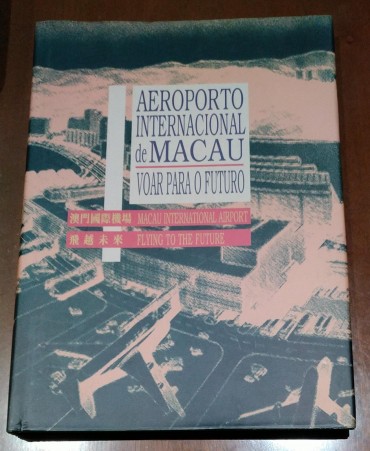 AEROPORTO
INTERNACIONAL
de MACAU
VOAR PARA O FUTURO
澳門國際機場 MACAU INTERNATIONAL AIRPORT
飛越未來 FLYING TO THE FUTURE